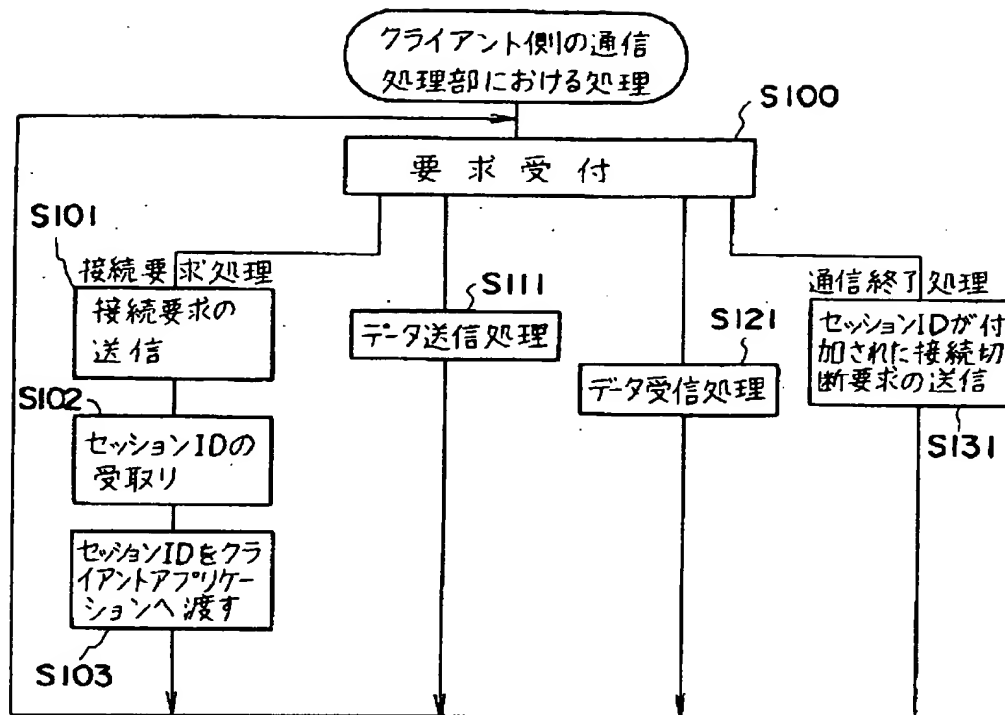 クライアント側の通信
処理部における処理
S100
要求受付
S101
接続要求処理
接続要求の
送信
S102
セッションIDの
受取り
セッションIDをクラ
イアントアプリケー
ションへ渡す
S103
S111
データ送信処理
S121
データ受信処理
通信終了処理
セッションIDが付
加された接続切
断要求の送信
S131